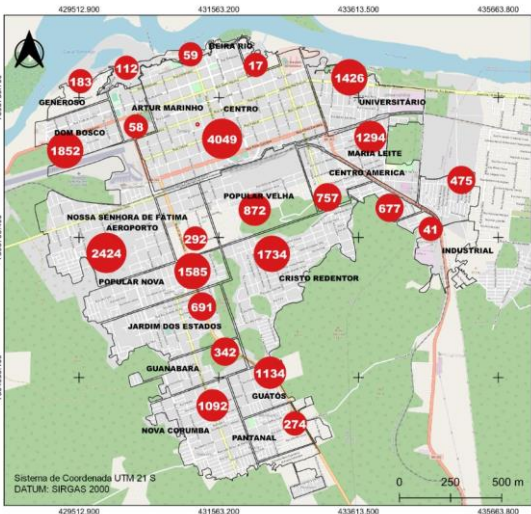 429512.900 431563.200 433613.500 435663.800
BEIRA RIO
59
17
112
183
1426
GENEROSO
ARTUR MARINHO
CENTRO
UNIVERSITÁRIO
58
DOM BOSCO
4049
1294
1852
MARIA LEITE
CENTRO AMERICA
475
POPULAR VELHA
757
677
872
NOSSA SENHORA DE FÁTIMA
AEROPORTO
292
41
2424
1734
INDUSTRIAL
1585
CRISTO REDENTOR
POPULAR NOVA
691
JARDIM DOS ESTADOS
342
GUANABARA
1134
GUATÓS
1092
274
NOVA CORUMBA
PANTANAL
Sistema de Coordenada UTM 21 S
DATUM: SIRGAS 2000
0 250 500 m
429512.900 431563.200 433613.500 435663.800